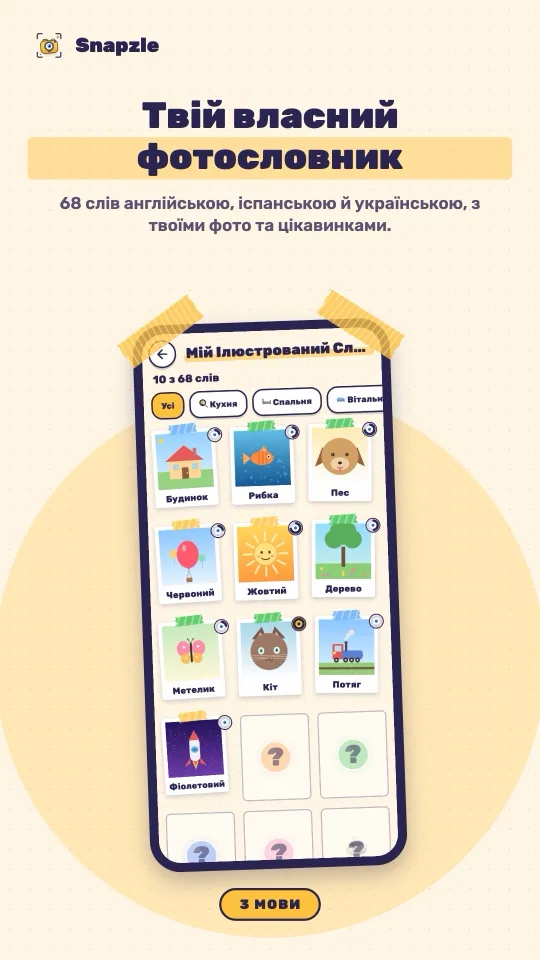 Snapzle
Твій власний
фотословник
68 слів англійською, іспанською й українською, з
твоїми фото та цікавинками.
Мій Ілюстрований Сл...
10 з 68 слів
Усі
Кухня
Спальня
Вітальн
Будинок
Рибка
Пес
Червоний
Жовтий
Дерево
Метелик
Кіт
Потяг
Фіолетовий
?
?
?
?
?
3 МОВИ